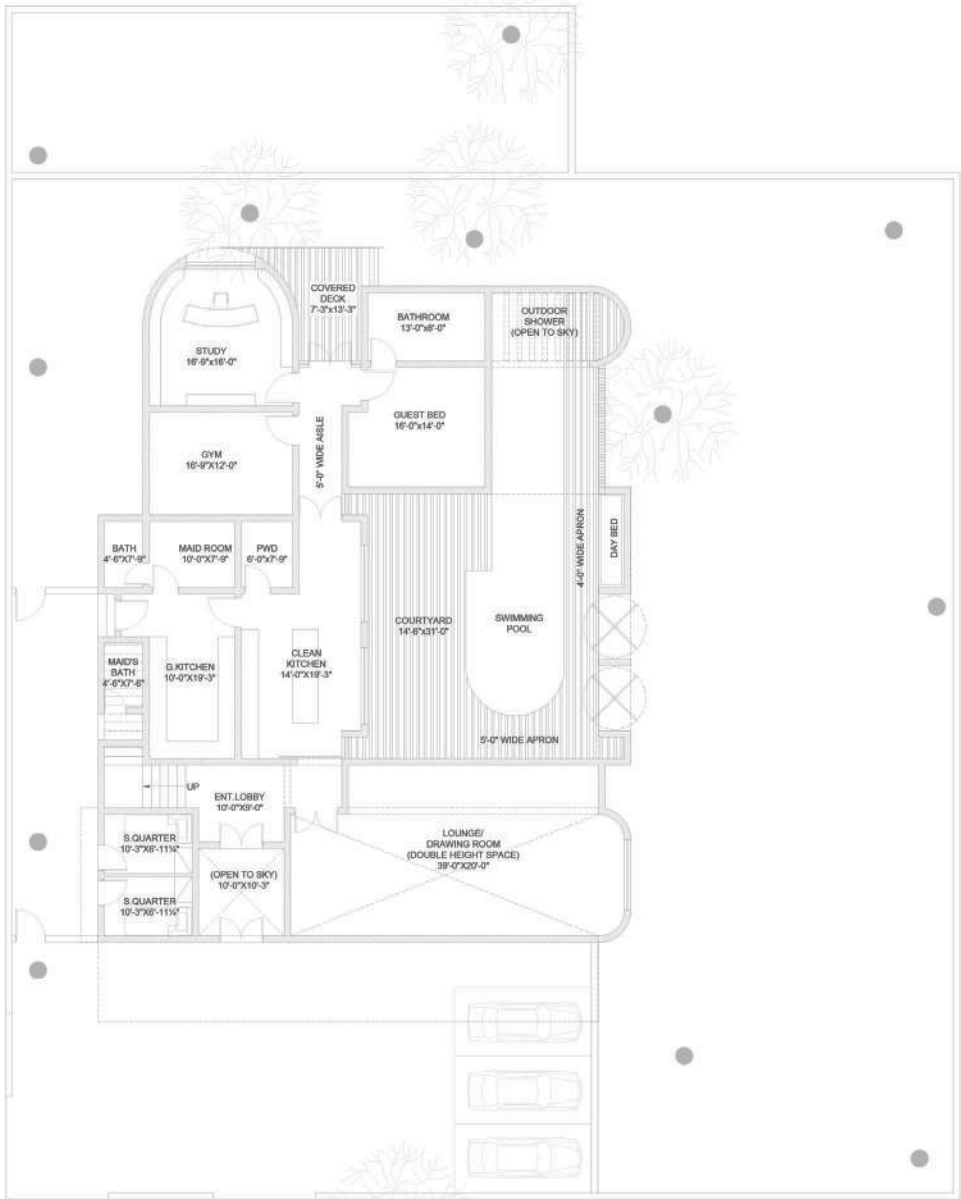 COVERED
DECK
7'-3"x13'-3"
BATHROOM
13'-0"x8'-0"
OUTDOOR
SHOWER
(OPEN TO SKY)
STUDY
16'-9"x16'-0"
GUEST BED
16'-0"x14'-0"
5'-0" WIDE AISLE
GYM
16'-9"X12'-0"
BATH
4'-6"X7'-9"
MAID ROOM
10'-0"X7'-9"
PWD
6'-0"x7'-9"
4'-0" WIDE APRON
DAY BED
COURTYARD
14'-6"x31'-0"
SWIMMING
POOL
MAID'S
BATH
4'-6"X7'-6"
G.KITCHEN
10'-0"X19'-3"
CLEAN
KITCHEN
14'-0"X19'-3"
5'-0" WIDE APRON
UP
ENT.LOBBY
10'-0"X9'-0"
S.QUARTER
10'-3"X6'-11¼"
(OPEN TO SKY)
10'-0"X10'-3"
LOUNGE/
DRAWING ROOM
(DOUBLE HEIGHT SPACE)
39'-0"X20'-0"
S.QUARTER
10'-3"X6'-11¼"